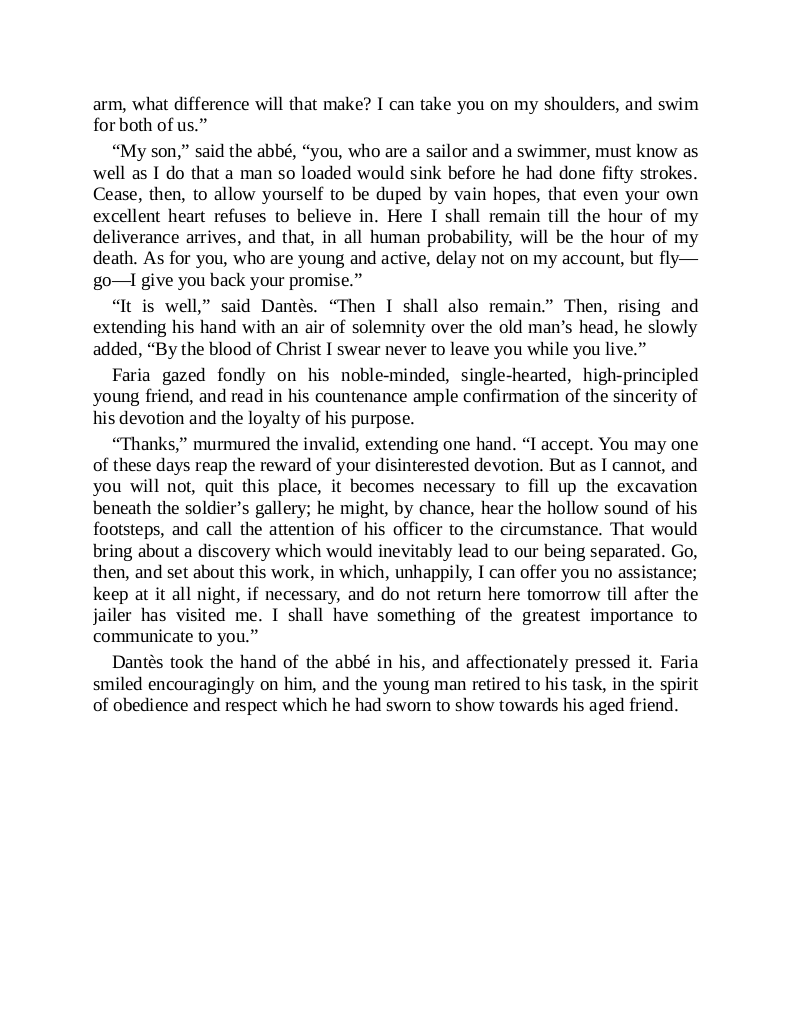 arm, what difference will that make? I can take you on my shoulders, and swim
for both of us.”
“My son,” said the abbé, “you, who are a sailor and a swimmer, must know as
well as I do that a man so loaded would sink before he had done fifty strokes.
Cease, then, to allow yourself to be duped by vain hopes, that even your own
excellent heart refuses to believe in. Here I shall remain till the hour of my
deliverance arrives, and that, in all human probability, will be the hour of my
death. As for you, who are young and active, delay not on my account, but fly—
go—I give you back your promise.”
“It is well,” said Dantès. “Then I shall also remain.” Then, rising and
extending his hand with an air of solemnity over the old man’s head, he slowly
added, “By the blood of Christ I swear never to leave you while you live.”
Faria gazed fondly on his noble-minded, single-hearted, high-principled
young friend, and read in his countenance ample confirmation of the sincerity of
his devotion and the loyalty of his purpose.
“Thanks,” murmured the invalid, extending one hand. “I accept. You may one
of these days reap the reward of your disinterested devotion. But as I cannot, and
you will not, quit this place, it becomes necessary to fill up the excavation
beneath the soldier’s gallery; he might, by chance, hear the hollow sound of his
footsteps, and call the attention of his officer to the circumstance. That would
bring about a discovery which would inevitably lead to our being separated. Go,
then, and set about this work, in which, unhappily, I can offer you no assistance;
keep at it all night, if necessary, and do not return here tomorrow till after the
jailer has visited me. I shall have something of the greatest importance to
communicate to you.”
Dantès took the hand of the abbé in his, and affectionately pressed it. Faria
smiled encouragingly on him, and the young man retired to his task, in the spirit
of obedience and respect which he had sworn to show towards his aged friend.